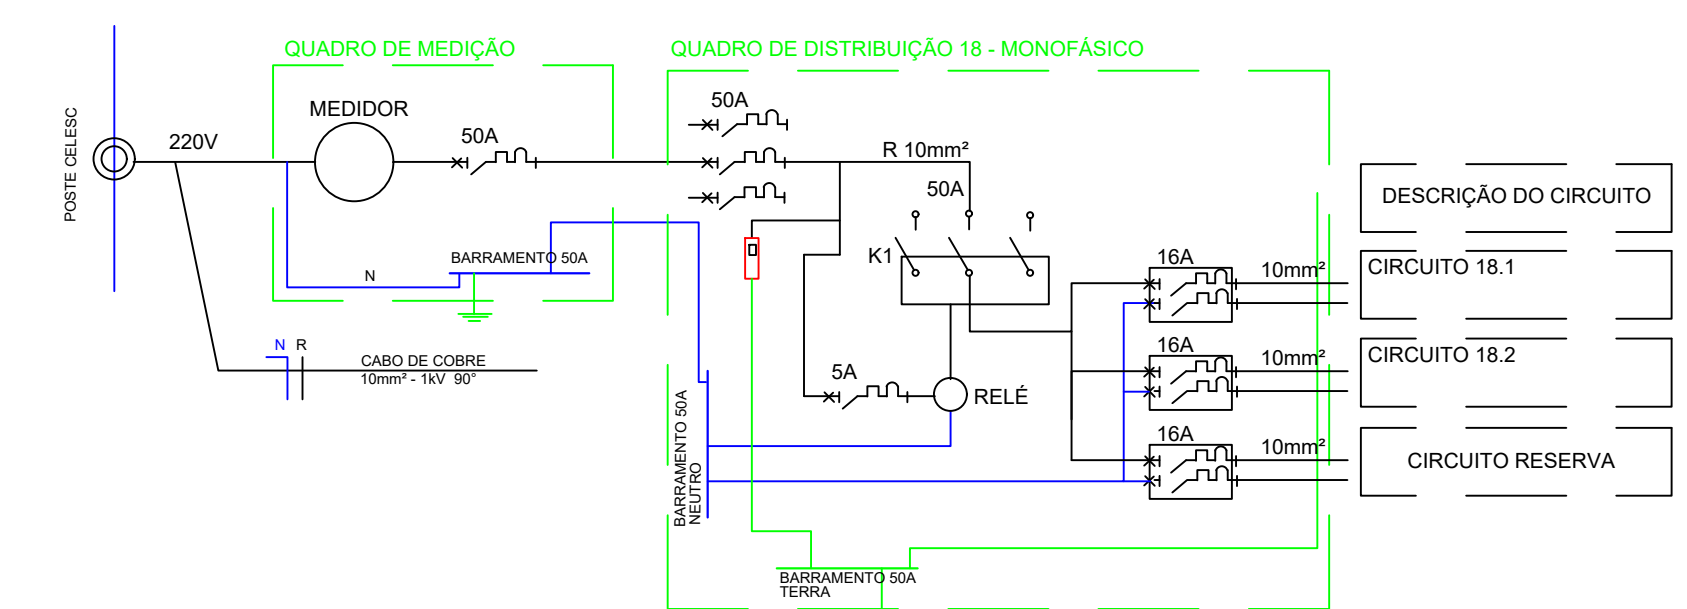 QUADRO DE MEDIÇÃO
QUADRO DE DISTRIBUIÇÃO 18 - MONOFÁSICO
POSTE CELESC
220V
MEDIDOR
50A
50A
R 10mm²
50A
K1
BARRAMENTO 50A
N
N R
CABO DE COBRE
10mm² - 1kV 90°
5A
RELÉ
BARRAMENTO 50A
NEUTRO
BARRAMENTO 50A
TERRA
16A
10mm²
16A
10mm²
16A
10mm²
DESCRIÇÃO DO CIRCUITO
CIRCUITO 18.1
CIRCUITO 18.2
CIRCUITO RESERVA